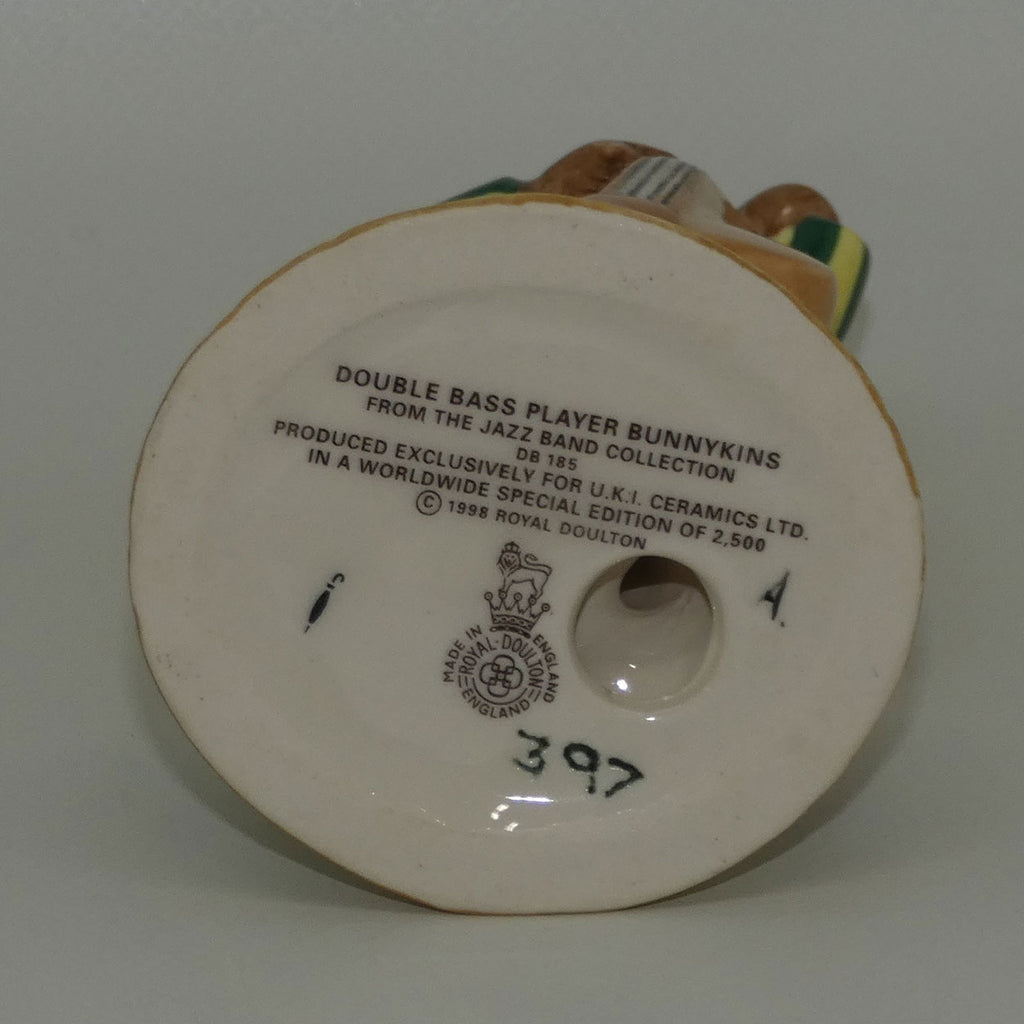 DOUBLE BASS PLAYER BUNNYKINS
FROM THE JAZZ BAND COLLECTION
DB 185
PRODUCED EXCLUSIVELY FOR U.K.I. CERAMICS LTD.
IN A WORLDWIDE SPECIAL EDITION OF 2,500
© 1998 ROYAL DOULTON
A.
MADE IN ENGLAND
ROYAL-DOULTON
ENGLAND
397